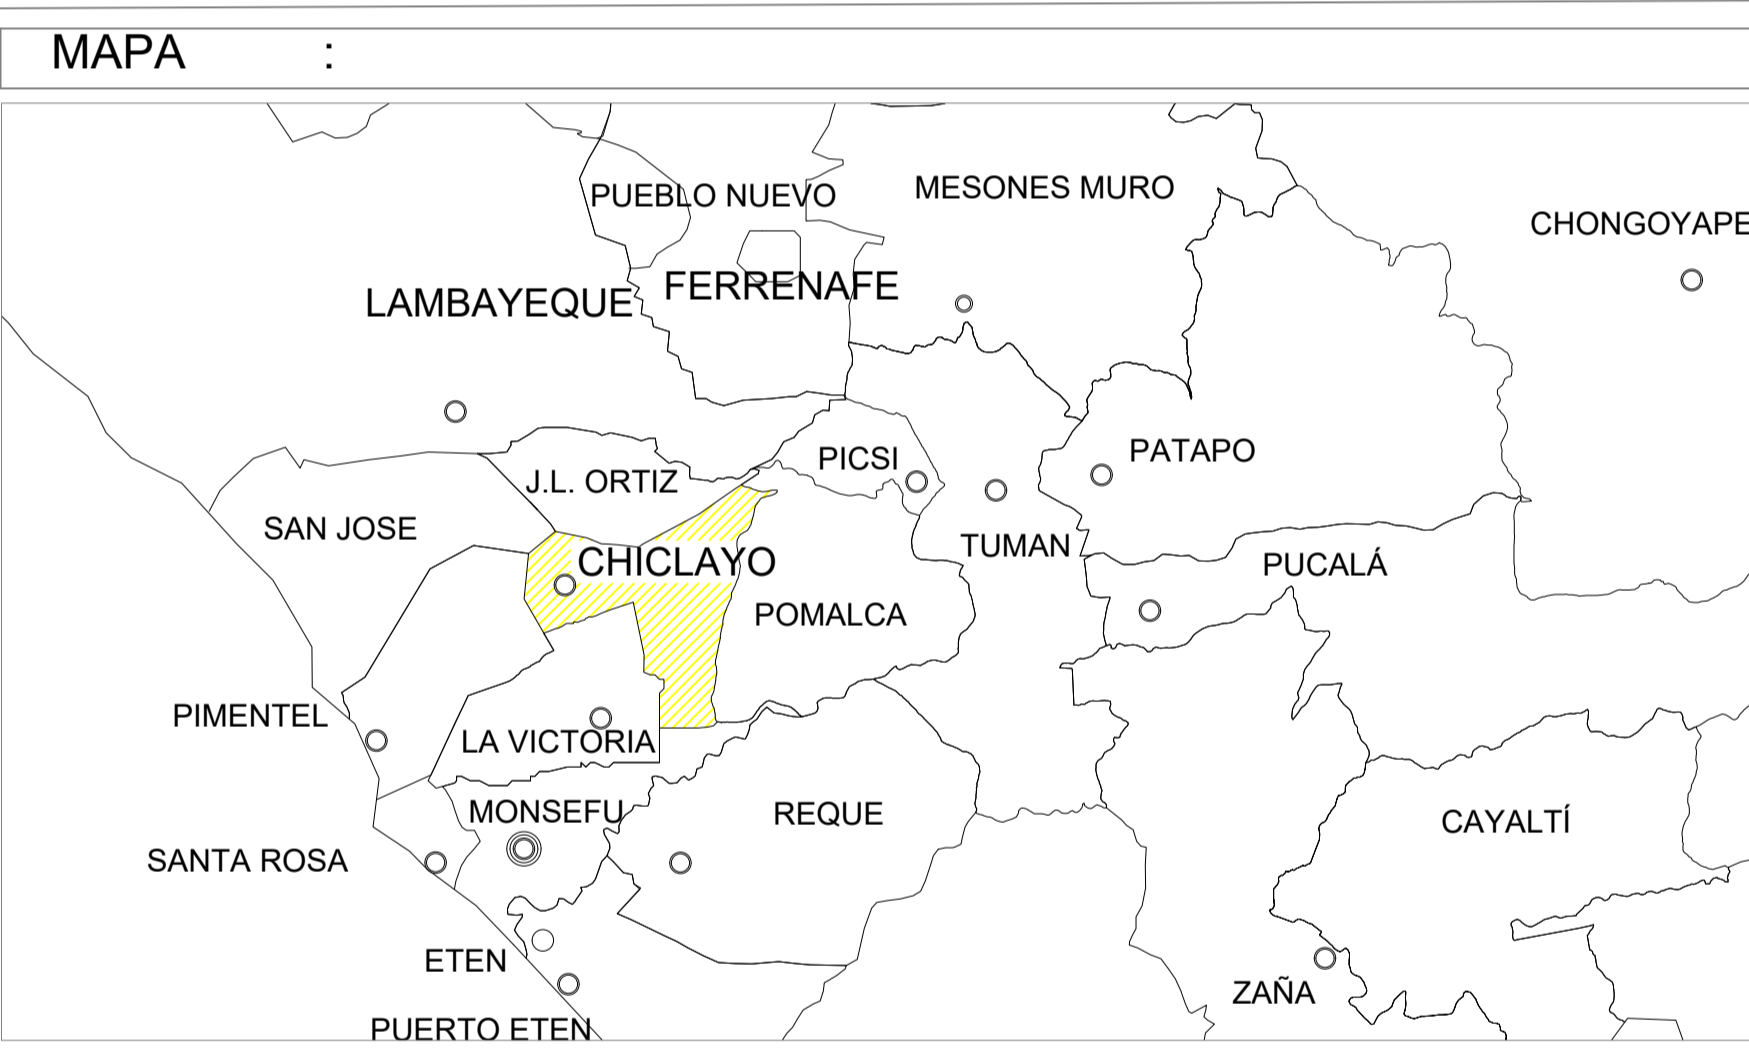 MAPA :
MESONES MURO
PUEBLO NUEVO
CHONGOYAPE
FERRENAFE
LAMBAYEQUE
PATAPO
PICSI
J.L. ORTIZ
SAN JOSE
TUMAN
CHICLAYO
PUCALÁ
POMALCA
PIMENTEL
LA VICTORIA
MONSEFU
REQUE
CAYALTÍ
SANTA ROSA
ETEN
ZAÑA
PUERTO ETEN